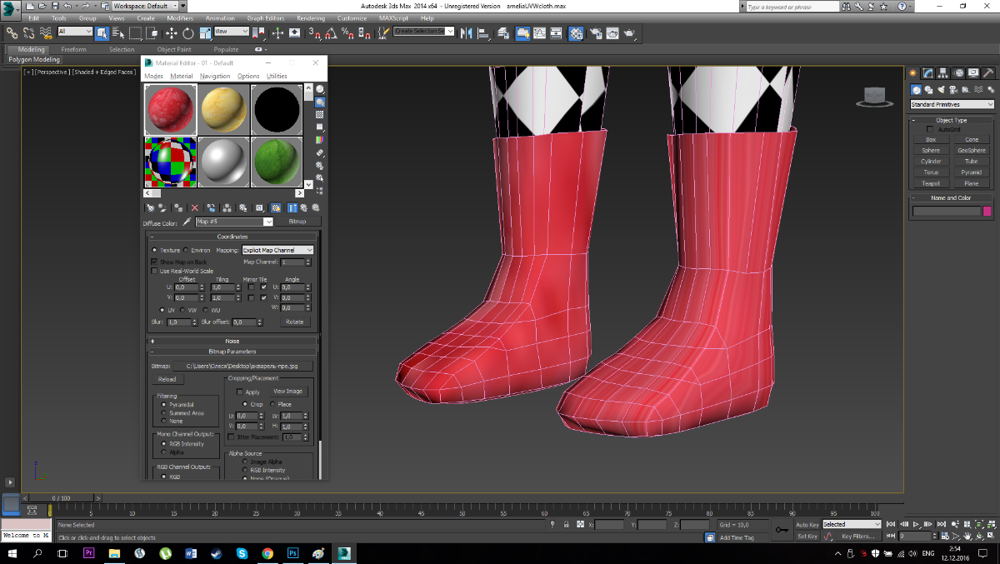 Workspace: Default
Autodesk 3ds Max 2014 x64 - Unregistered Version ameliaUVWcloth.max
Type a keyword or phrase
Edit Tools Group Views Create Modifiers Animation Graph Editors Rendering Customize MAXScript Help
All
View
Create Selection Se
Modeling Freeform Selection Object Paint Populate
Polygon Modeling
[+] [Perspective] [Shaded + Edged Faces]
Material Editor - 01 - Default
Modes Material Navigation Options Utilities
Diffuse Color: Map #5 Bitmap
Coordinates
Texture Environ Mapping: Explicit Map Channel
Show Map on Back Map Channel: 1
Use Real-World Scale
Offset Tiling Mirror Tile Angle
U: 0,0 1,0 U: 0,0
V: 0,0 1,0 V: 0,0
W: 0,0
UV VW WU
Blur: 1,0 Blur offset: 0,0 Rotate
+ Noise
- Bitmap Parameters
Bitmap: C:\Users\Олеся\Desktop\акварель-пре.jpg
Reload
Cropping/Placement
Apply View Image
Crop Place
U: 0,0 W: 1,0
V: 0,0 H: 1,0
Jitter Placement: 1,0
Filtering
Pyramidal
Summed Area
None
Mono Channel Output:
RGB Intensity
Alpha
RGB Channel Output:
RGB
Alpha Source
Image Alpha
RGB Intensity
None (Opaque)
Standard Primitives
- Object Type
AutoGrid
Box Cone
Sphere GeoSphere
Cylinder Tube
Torus Pyramid
Teapot Plane
- Name and Color
< 0 / 100 >
5 10 15 20 25 30 35 40 45 50 55 60 65 70 75 80 85 90 95 100
None Selected
X: Y: Z: Grid = 10,0
Auto Key Selected
Welcome to M
Click or click-and-drag to select objects
Add Time Tag
Set Key Key Filters... 0
Pr
Ps
ENG
2:54
12.12.2016